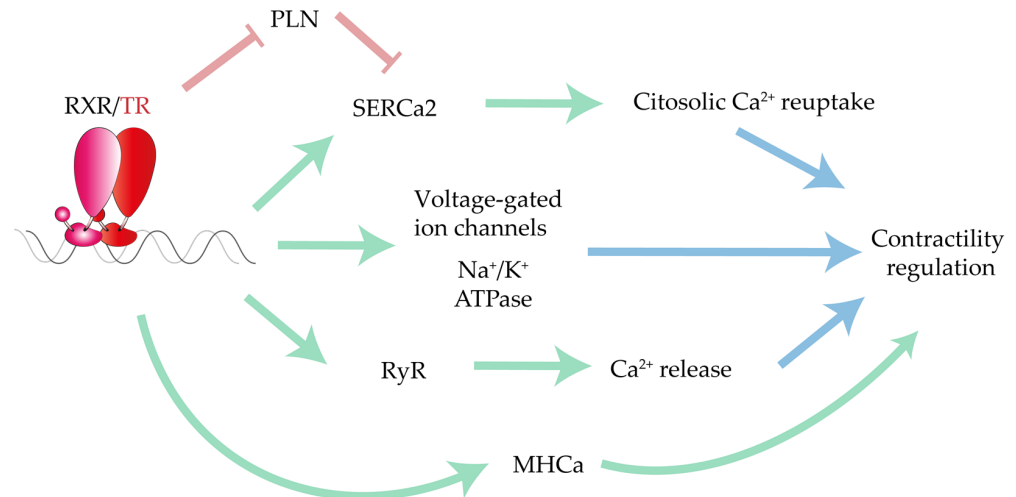 PLN
RXR/TR
SERCa2
Citosolic Ca²⁺ reuptake
Voltage-gated
ion channels
Na⁺/K⁺
ATPase
Contractility
regulation
RyR
Ca²⁺ release
MHCa